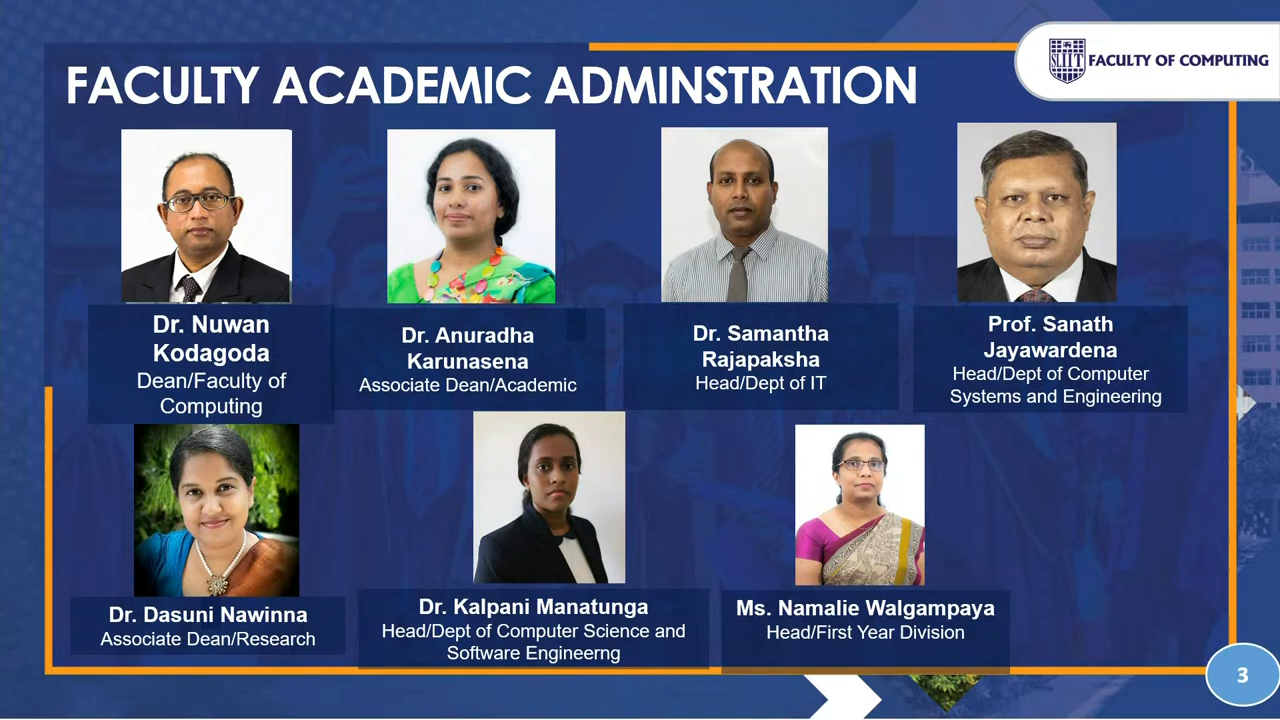 FACULTY ACADEMIC ADMINSTRATION
SLIIT
FACULTY OF COMPUTING
Dr. Nuwan
Kodagoda
Dean/Faculty of
Computing
Dr. Anuradha
Karunasena
Associate Dean/Academic
Dr. Samantha
Rajapaksha
Head/Dept of IT
Prof. Sanath
Jayawardena
Head/Dept of Computer
Systems and Engineering
Dr. Dasuni Nawinna
Associate Dean/Research
Dr. Kalpani Manatunga
Head/Dept of Computer Science and
Software Engineerng
Ms. Namalie Walgampaya
Head/First Year Division
3